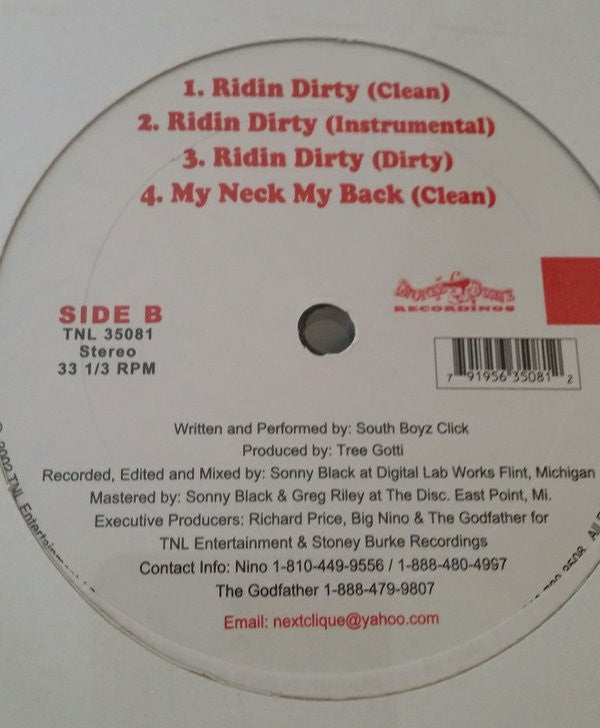 1. Ridin Dirty (Clean)
2. Ridin Dirty (Instrumental)
3. Ridin Dirty (Dirty)
4. My Neck My Back (Clean)
SIDE B
TNL 35081
Stereo
33 1/3 RPM
RECORDINGS
7 91956 35081 2
Written and Performed by: South Boyz Click
Produced by: Tree Gotti
Recorded, Edited and Mixed by: Sonny Black at Digital Lab Works Flint, Michigan
Mastered by: Sonny Black & Greg Riley at The Disc. East Point, Mi.
Executive Producers: Richard Price, Big Nino & The Godfather for
TNL Entertainment & Stoney Burke Recordings
Contact Info: Nino 1-810-449-9556 / 1-888-480-4997
The Godfather 1-888-479-9807
Email: nextclique@yahoo.com
2002 TNL